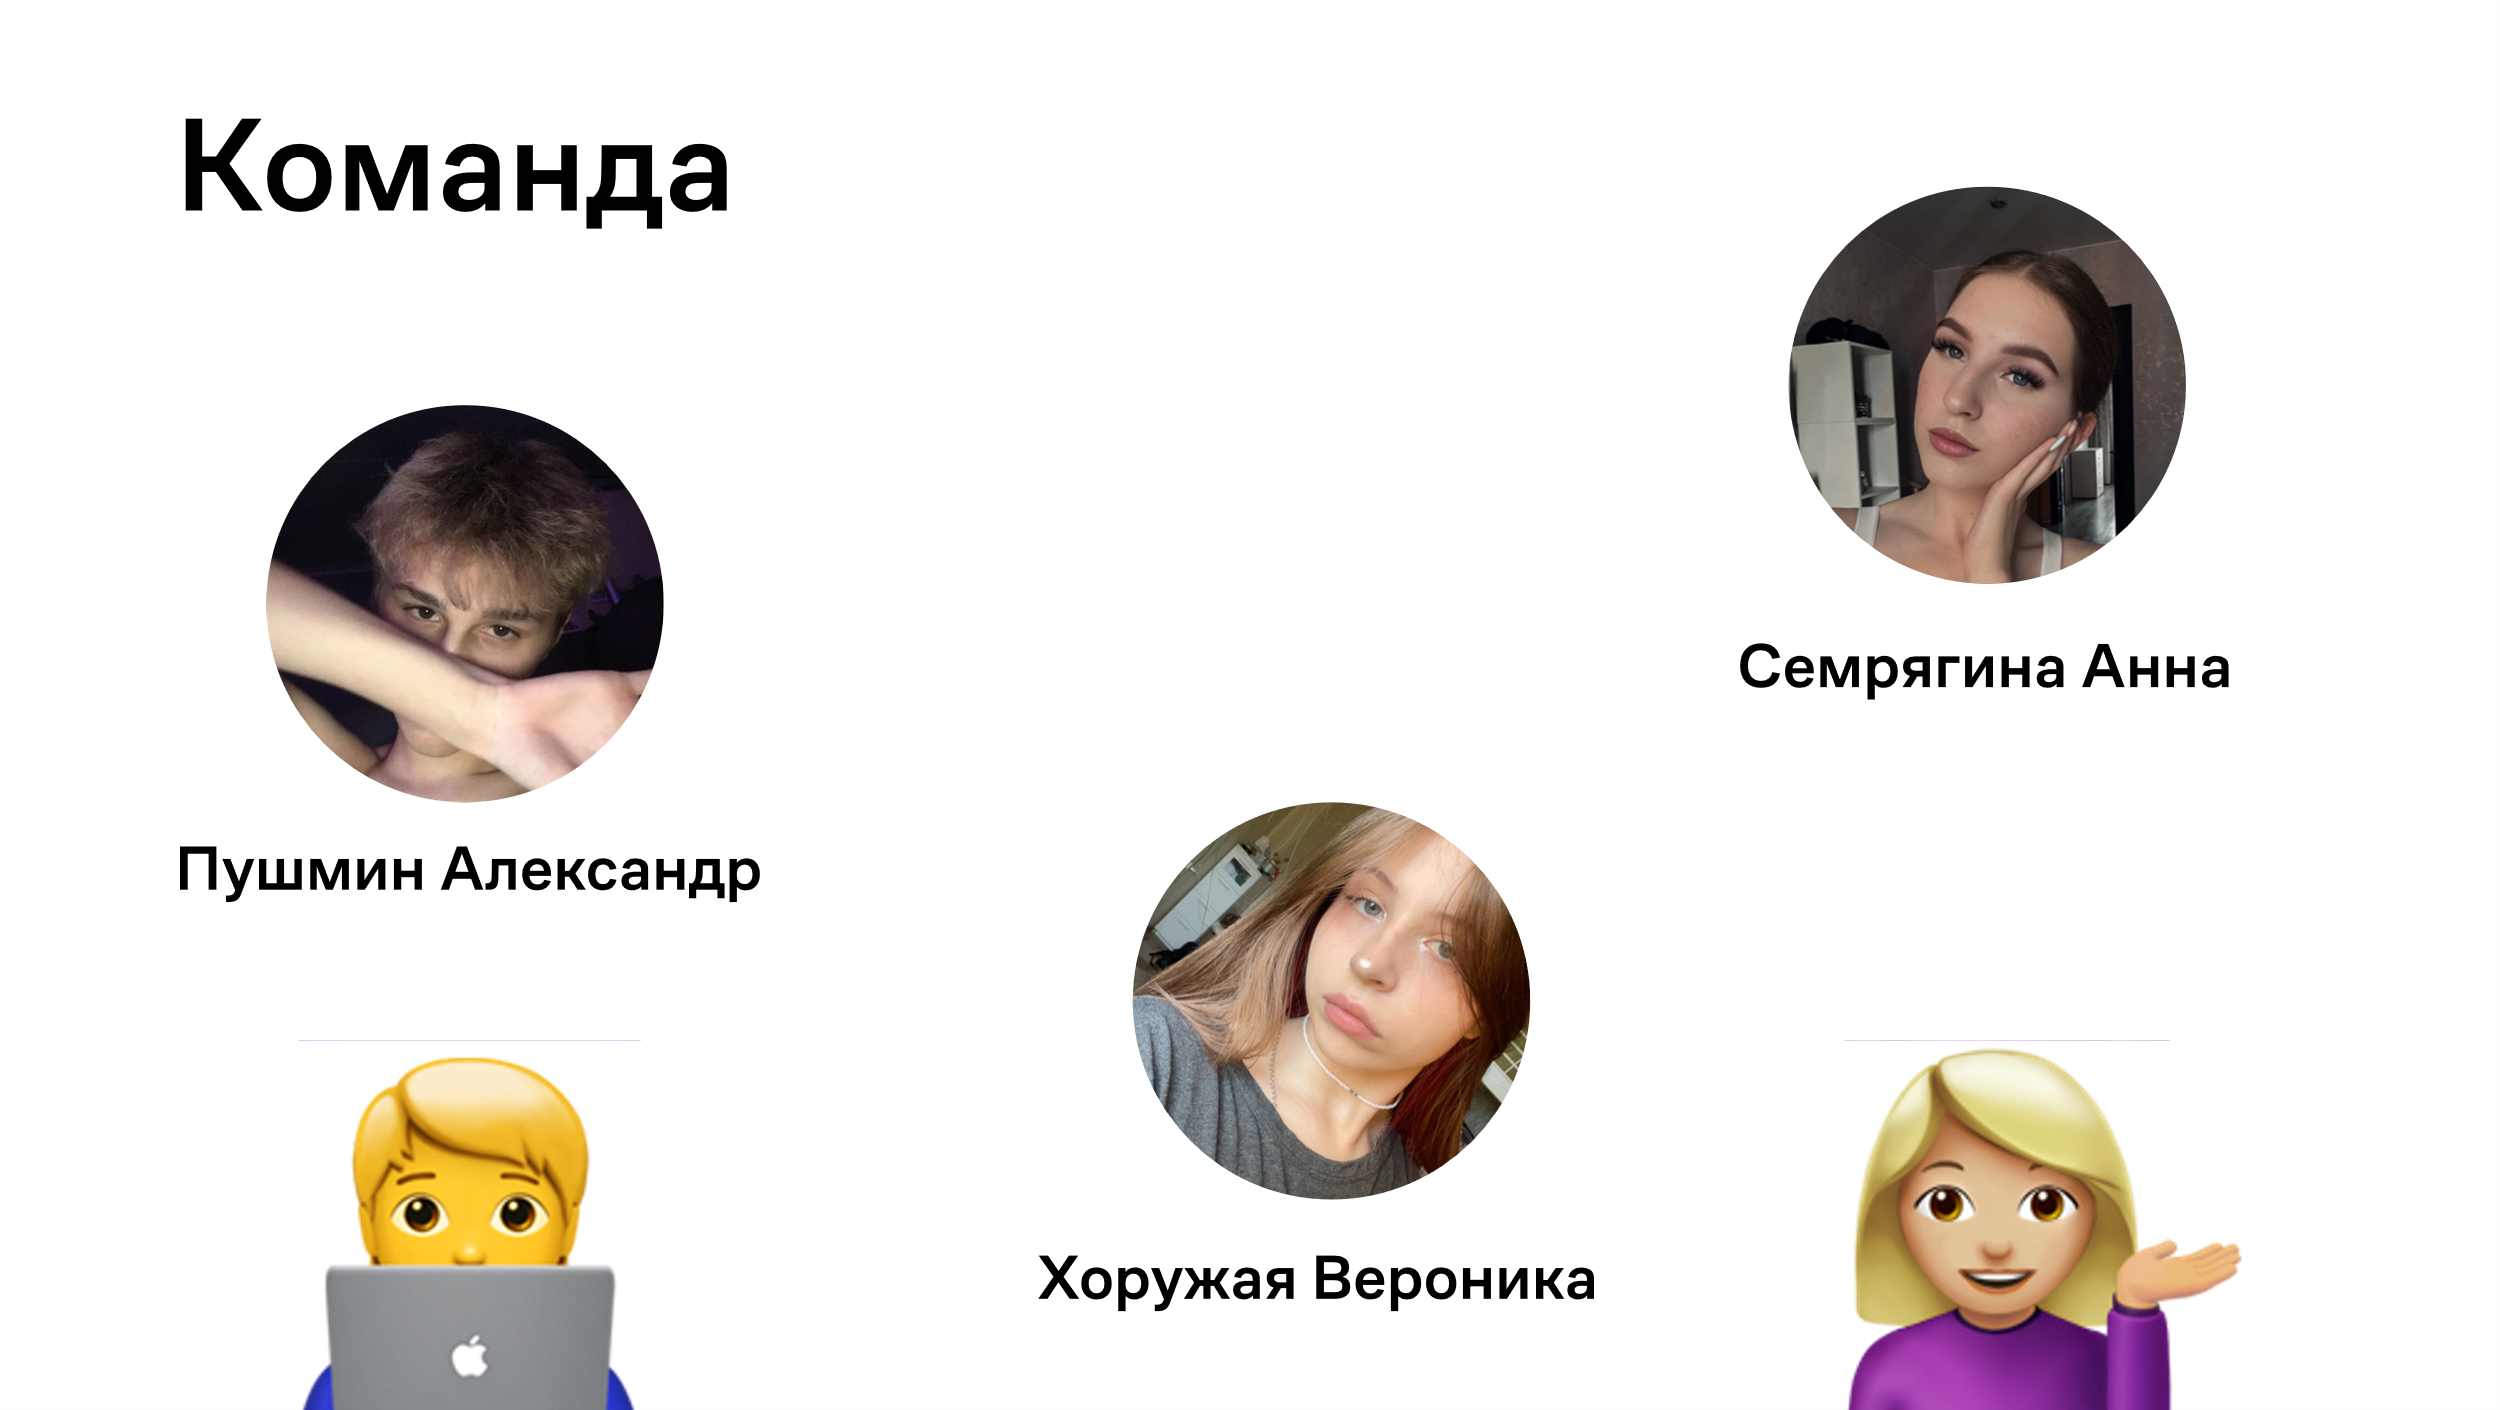 Команда
Семрягина Анна
Пушмин Александр
Хоружая Вероника